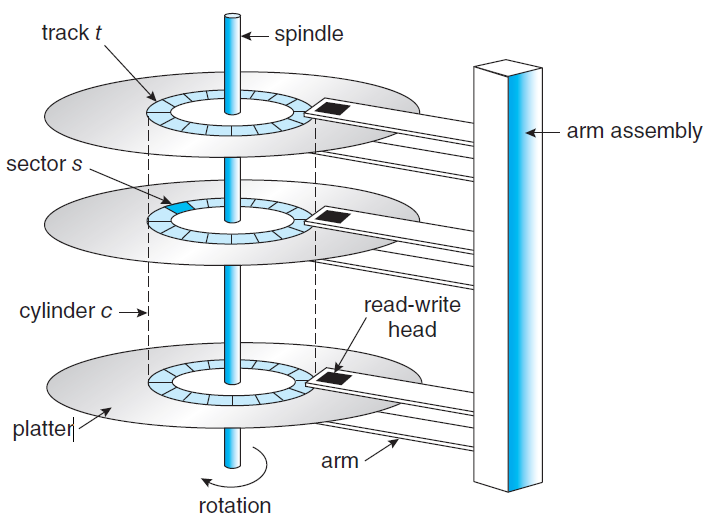 track t
spindle
arm assembly
sector s
cylinder c
read-write
head
platter
arm
rotation